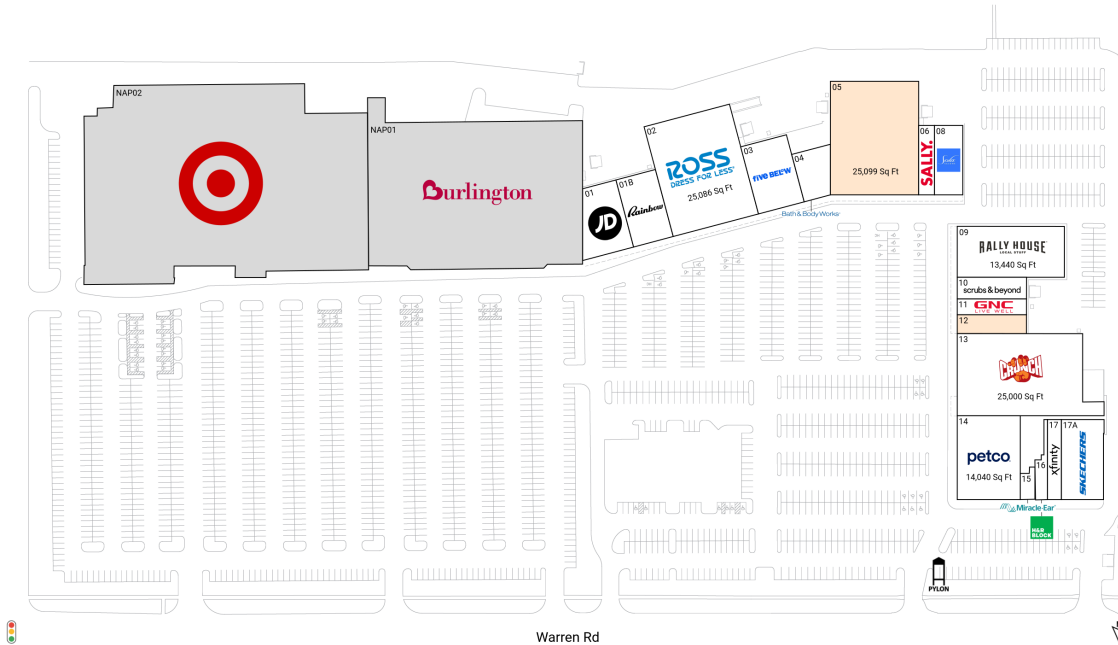 NAP02
NAP01
Burlington
01
JD
01B
Rainbow
02
ROSS
DRESS FOR LESS
25,086 Sq Ft
03
five BEL°W
04
Bath & Body Works
05
25,099 Sq Ft
06
SALLY.
08
09
RALLY HOUSE
LOCAL STUFF
13,440 Sq Ft
10
scrubs & beyond
11
GNC
LIVE WELL
12
13
CRUNCH
25,000 Sq Ft
14
petco
14,040 Sq Ft
15
16
17
xfinity
17A
SKECHERS
Miracle-Ear
H&R
BLOCK
PYLON
Warren Rd